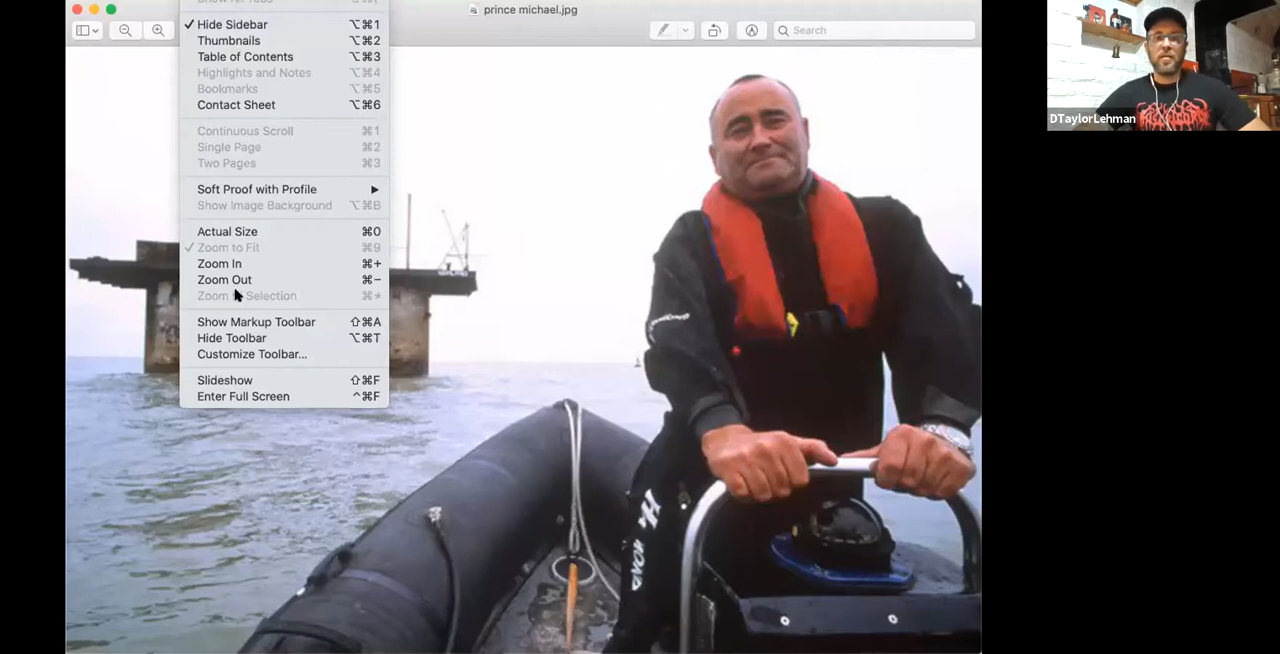 prince michael.jpg
Search
Hide Sidebar ⌥⌘1
Thumbnails ⌥⌘2
Table of Contents ⌥⌘3
Highlights and Notes ⌥⌘4
Bookmarks ⌥⌘5
Contact Sheet ⌥⌘6
Continuous Scroll ⌘1
Single Page ⌘2
Two Pages ⌘3
Soft Proof with Profile
Show Image Background ⌥⌘B
Actual Size ⌘0
Zoom to Fit ⌘9
Zoom In ⌘+
Zoom Out ⌘−
Zoom Selection ⌘*
Show Markup Toolbar ⇧⌘A
Hide Toolbar ⌥⌘T
Customize Toolbar...
Slideshow ⇧⌘F
Enter Full Screen ^⌘F
DTaylorLehman